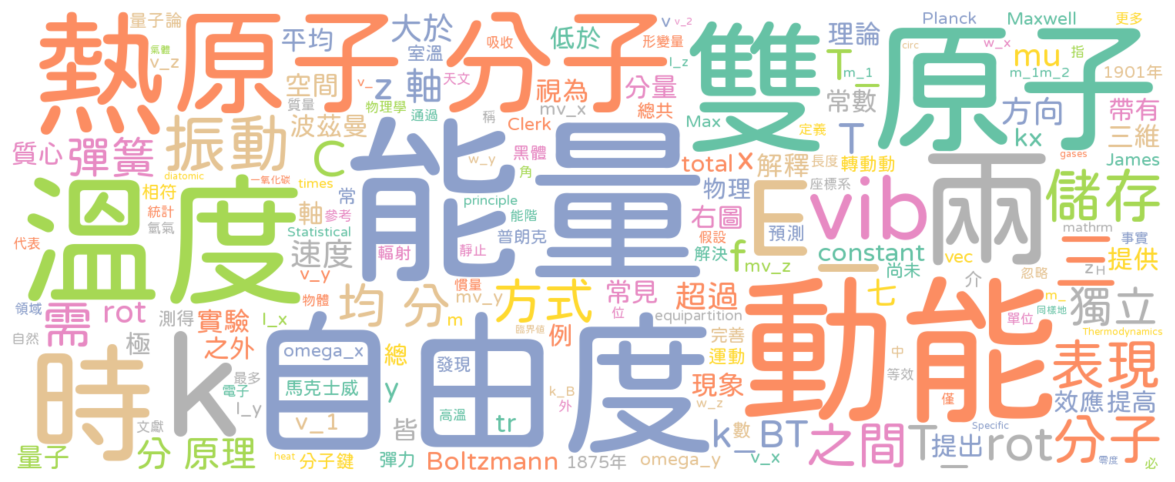 熱 原子 分子 雙 原子
能量
溫度 自由度 動能
兩
時 K
振動 vib E_
儲存
需
三
均 分 方式
C
彈簧
質心
空間
平均
量子論
氣體
v_z
質量
波茲曼
大於
室溫
z 軸
吸收
天文
物理學
通過
稱
低於
形變量
v
v_2
l_z
視為
分量
總共
mv_x
Clerk
黑體
Max
w_y
角
total x
長度
理論
Planck
w_x
Maxwell
circ
更多
T_
m_1
mu
m_1m_2
指
1901年
常數
方向
帶有
定義
T
kx
三維
James
解釋
轉動動
gases
座標系
物理
右圖
預測
假設
解決
constant
f
mv_z
尚未
七
介
vec
忽略
mathrm
事實
z
H
提供
獨立
單位
同樣地
m_
Thermodynamics
表現
效應
提高
分子
必
零度
Specific
提出
rot
T_
之間
中
等效
僅
diatomic
一氧化碳
相符
times
常
統計
氫氣
參考
軸
Statistical
代表
速度
v_y
輻射
靜止
principle
能階
普朗克
慣量
mv_y
m
常見
位
超過
equipartition
完善
運動
例
外
k_B
臨界値
現象
w_z
k_
數
BT
v_x
omega_y
1875年
Boltzmann
tr
高溫
發現
omega_x
馬克士威
v_1
總
y
皆
彈力
分子鍵
heat
物體
l_x
實驗
之外
rot
領域
自然
測得
極
最多
電子
l_y
文獻
量子
分 原理